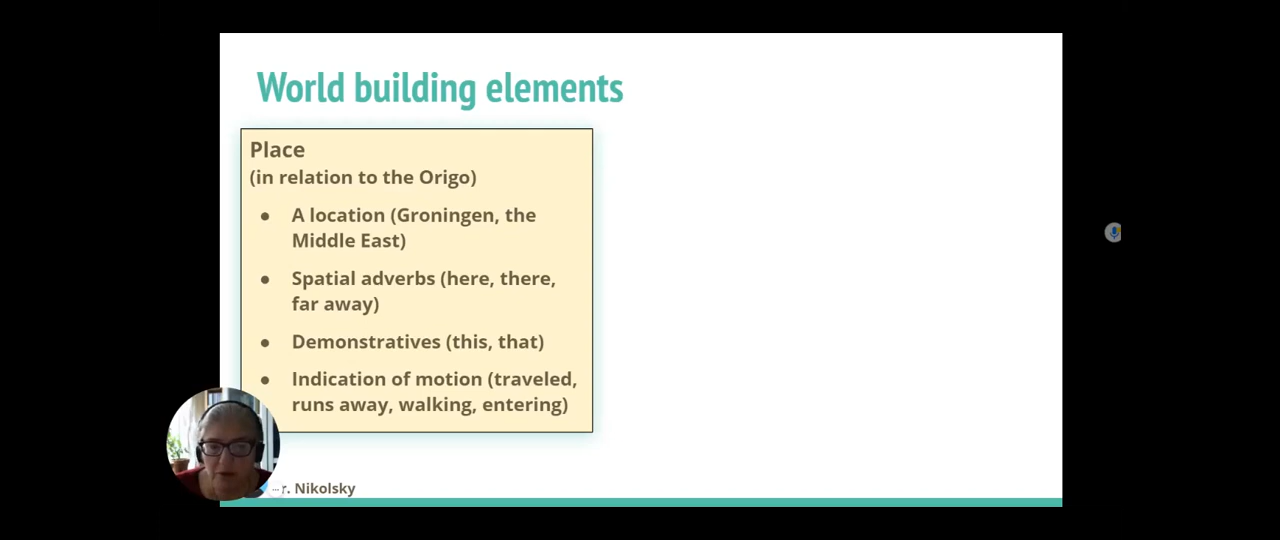 World building elements
Place
(in relation to the Origo)
● A location (Groningen, the
Middle East)
● Spatial adverbs (here, there,
far away)
● Demonstratives (this, that)
● Indication of motion (traveled,
runs away, walking, entering)
r. Nikolsky